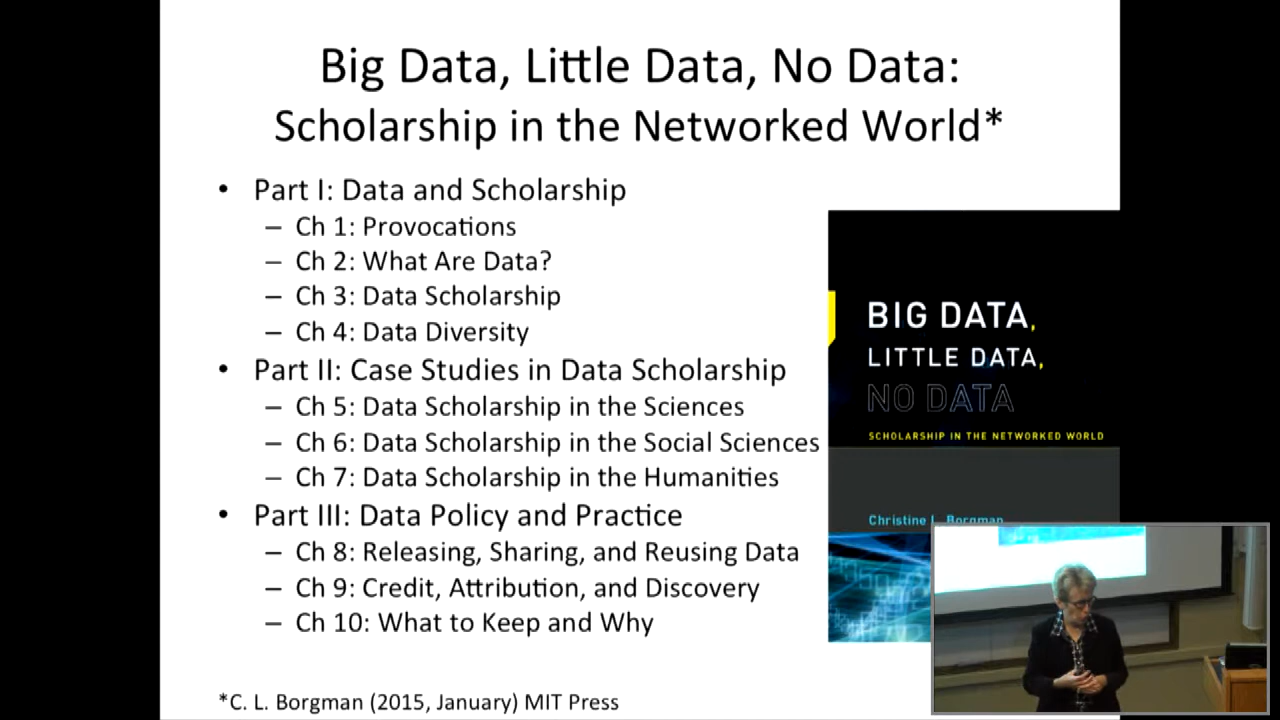 Big Data, Little Data, No Data:
Scholarship in the Networked World*
• Part I: Data and Scholarship
– Ch 1: Provocations
– Ch 2: What Are Data?
– Ch 3: Data Scholarship
– Ch 4: Data Diversity
• Part II: Case Studies in Data Scholarship
– Ch 5: Data Scholarship in the Sciences
– Ch 6: Data Scholarship in the Social Sciences
– Ch 7: Data Scholarship in the Humanities
• Part III: Data Policy and Practice
– Ch 8: Releasing, Sharing, and Reusing Data
– Ch 9: Credit, Attribution, and Discovery
– Ch 10: What to Keep and Why
*C. L. Borgman (2015, January) MIT Press
BIG DATA,
LITTLE DATA,
NO DATA
SCHOLARSHIP IN THE NETWORKED WORLD
Christine L. Borgman